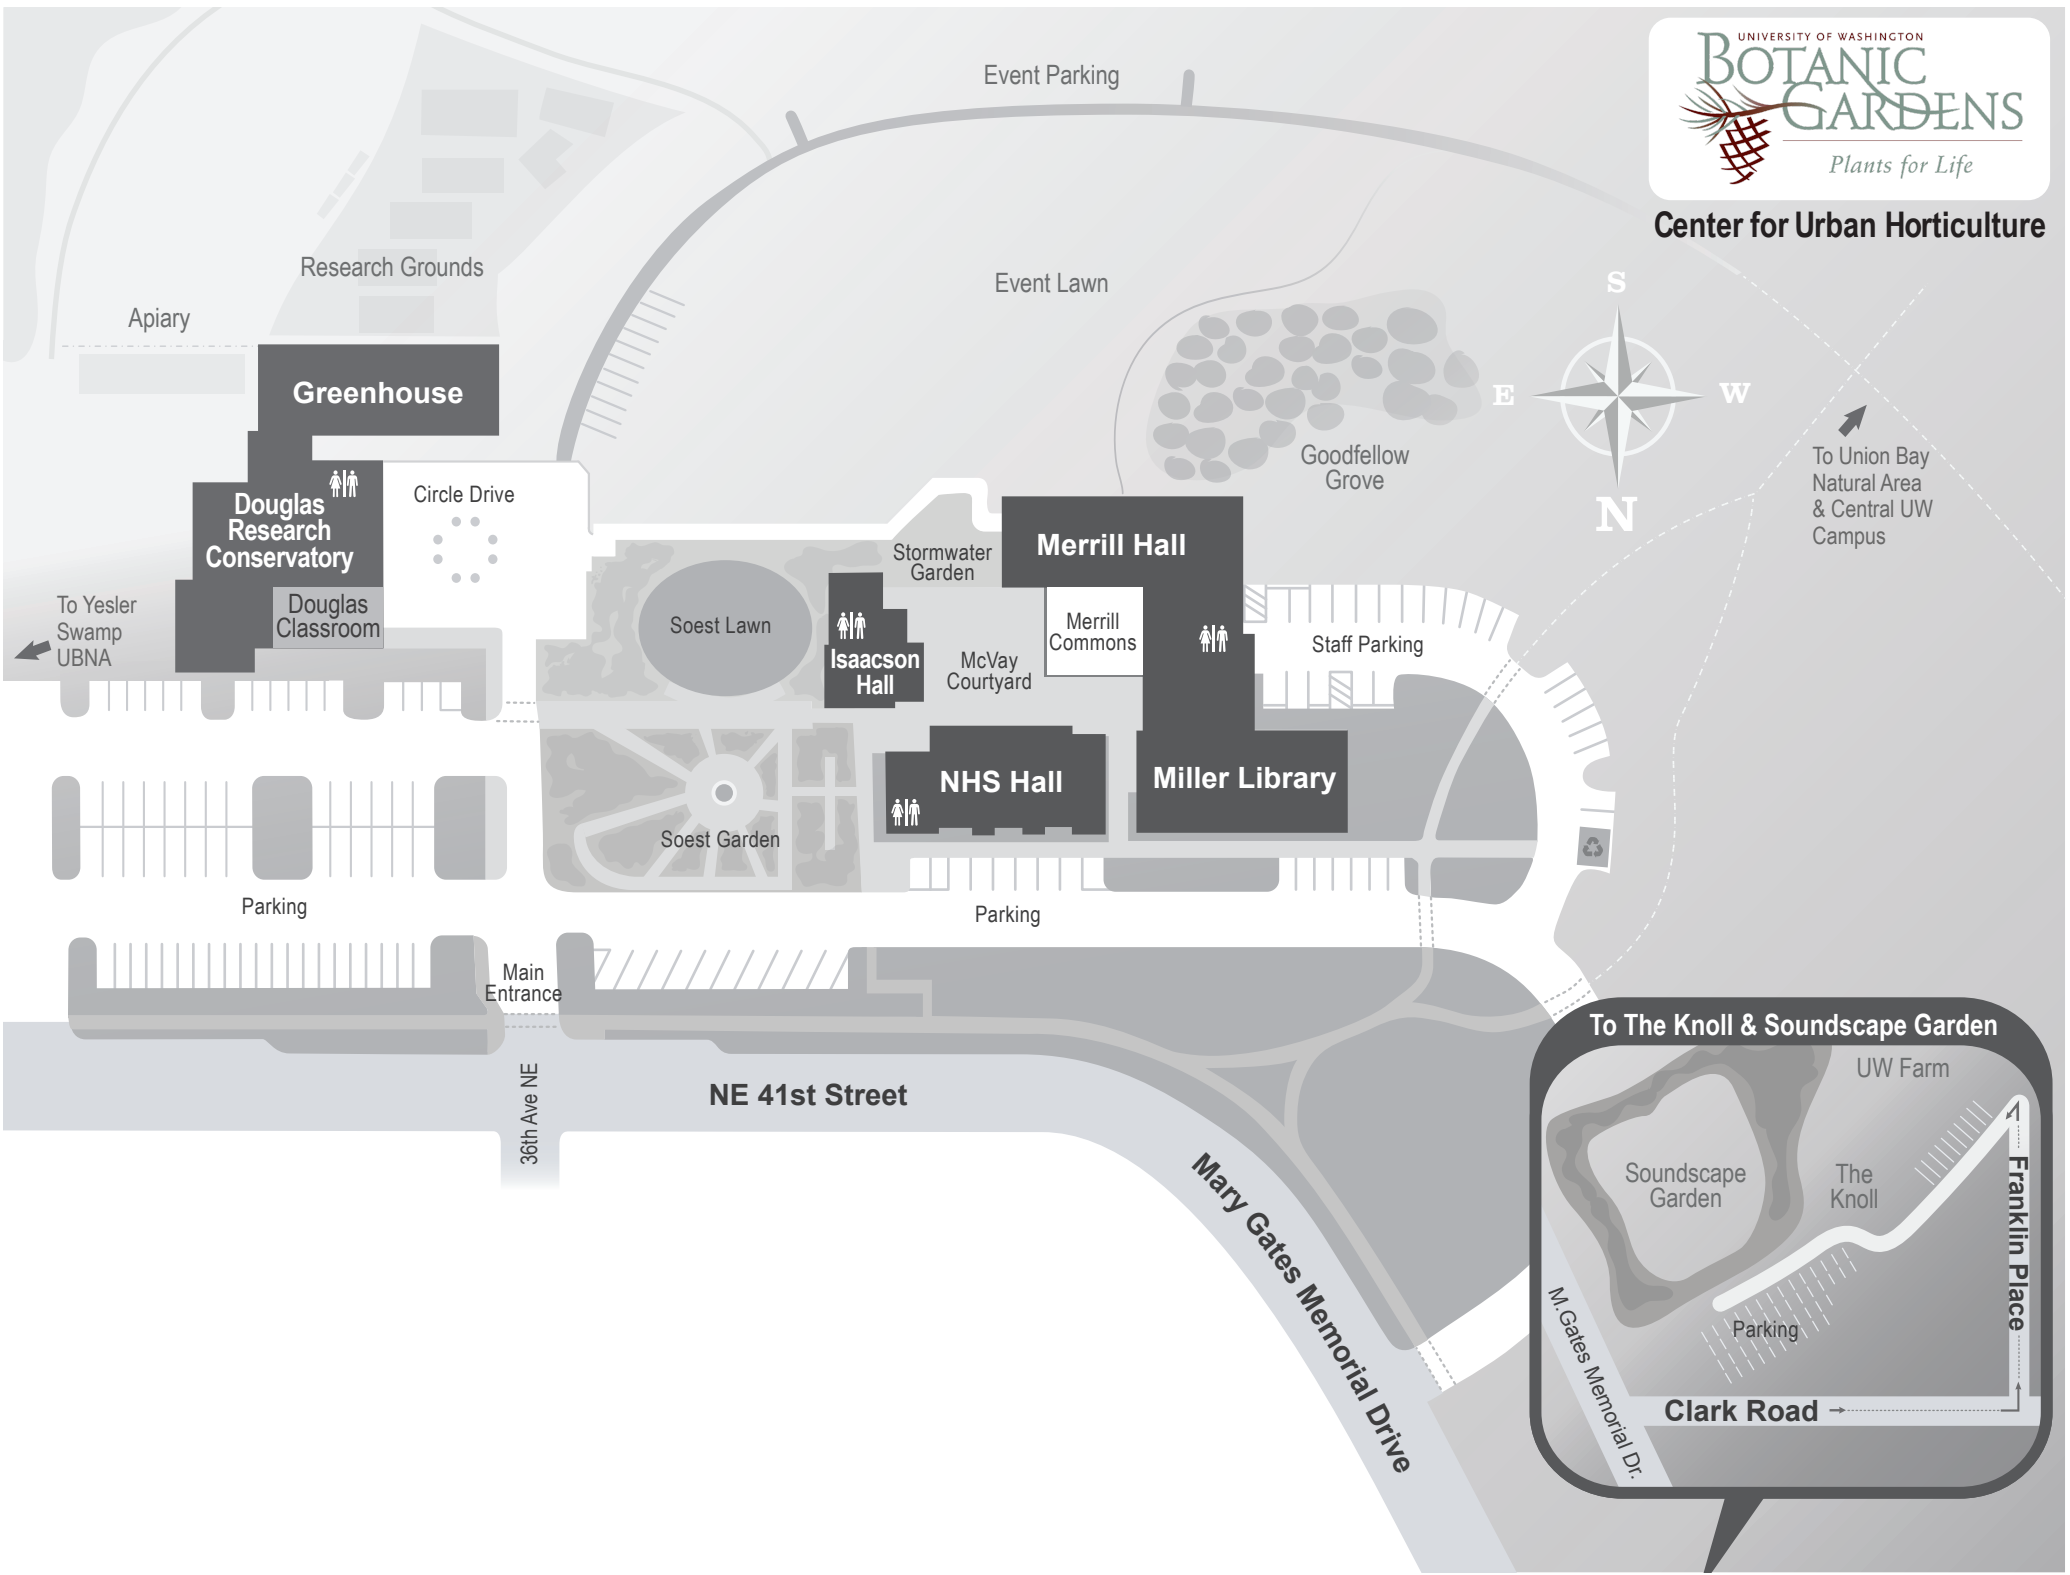 Event Parking
UNIVERSITY OF WASHINGTON
BOTANIC
GARDENS
Plants for Life
Center for Urban Horticulture
Research Grounds
Event Lawn
S
Apiary
Greenhouse
E
W
N
Goodfellow
Grove
To Union Bay
Natural Area
& Central UW
Campus
Circle Drive
Douglas
Research
Conservatory
Stormwater
Garden
Merrill Hall
To Yesler
Swamp
UBNA
Douglas
Classroom
Soest Lawn
Isaacson
Hall
McVay
Courtyard
Merrill
Commons
Staff Parking
NHS Hall
Miller Library
Soest Garden
Parking
Parking
Main
Entrance
36th Ave NE
NE 41st Street
Mary Gates Memorial Drive
To The Knoll & Soundscape Garden
UW Farm
Soundscape
Garden
The
Knoll
Franklin Place
Parking
M.Gates Memorial Dr.
Clark Road